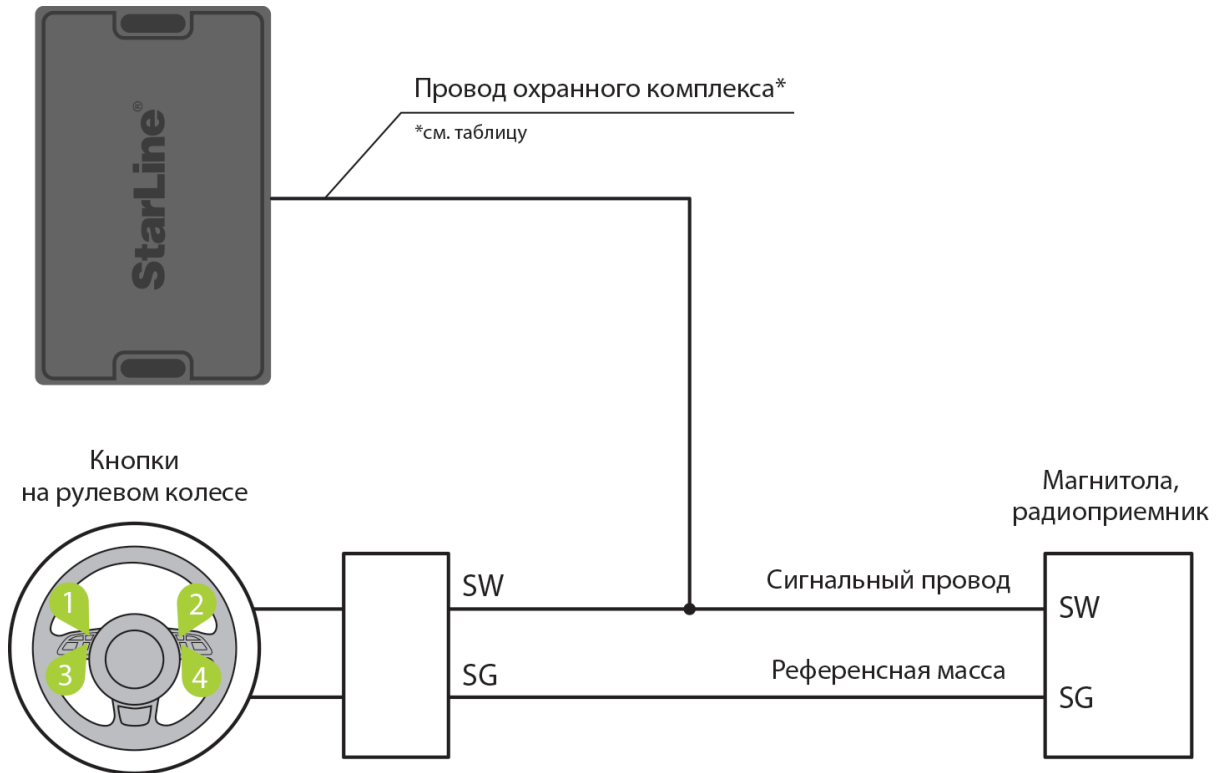 StarLine®
Провод охранного комплекса*
*см. таблицу
Кнопки
на рулевом колесе
1
2
3
4
SW
SG
Сигнальный провод
Референсная масса
Магнитола,
радиоприемник
SW
SG